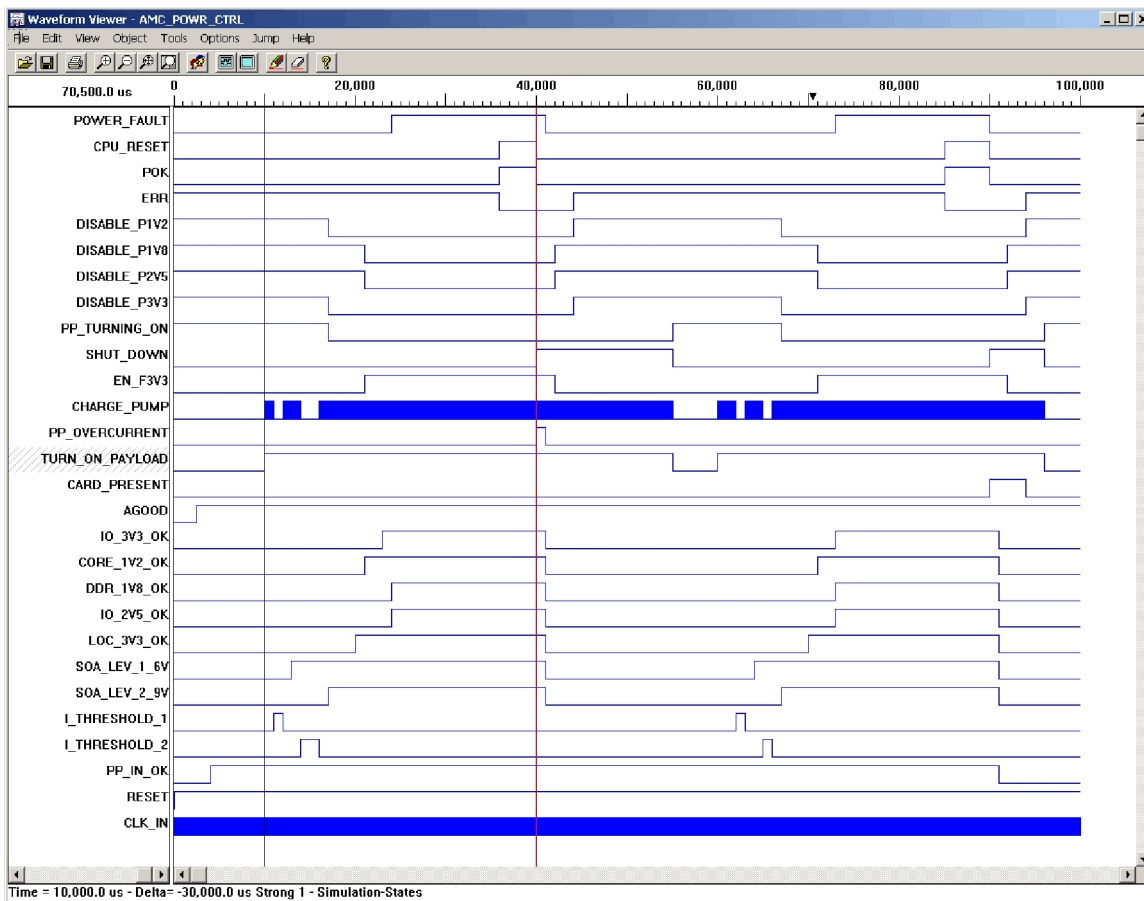 Waveform Viewer - AMC_POWR_CTRL
File Edit View Object Tools Options Jump Help
70,500.0 us 0 20,000 40,000 60,000 80,000 100,000
POWER_FAULT
CPU_RESET
POK
ERR
DISABLE_P1V2
DISABLE_P1V8
DISABLE_P2V5
DISABLE_P3V3
PP_TURNING_ON
SHUT_DOWN
EN_F3V3
CHARGE_PUMP
PP_OVERCURRENT
TURN_ON_PAYLOAD
CARD_PRESENT
AGOOD
IO_3V3_OK
CORE_1V2_OK
DDR_1V8_OK
IO_2V5_OK
LOC_3V3_OK
SOA_LEV_1_6V
SOA_LEV_2_9V
I_THRESHOLD_1
I_THRESHOLD_2
PP_IN_OK
RESET
CLK_IN
Time = 10,000.0 us - Delta= -30,000.0 us Strong 1 - Simulation-States